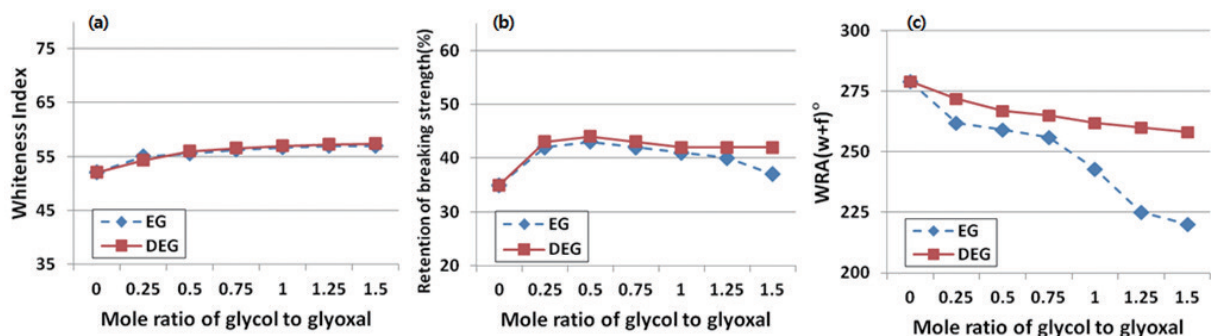 (a)
Whiteness Index
75
65
55
45
35
EG
DEG
0 0.25 0.5 0.75 1 1.25 1.5
Mole ratio of glycol to glyoxal
(b)
Retention of breaking strength(%)
60
50
40
30
20
EG
DEG
0 0.25 0.5 0.75 1 1.25 1.5
Mole ratio of glycol to glyoxal
(c)
WRA(w+f)°
300
275
250
225
200
EG
DEG
0 0.25 0.5 0.75 1 1.25 1.5
Mole ratio of glycol to glyoxal